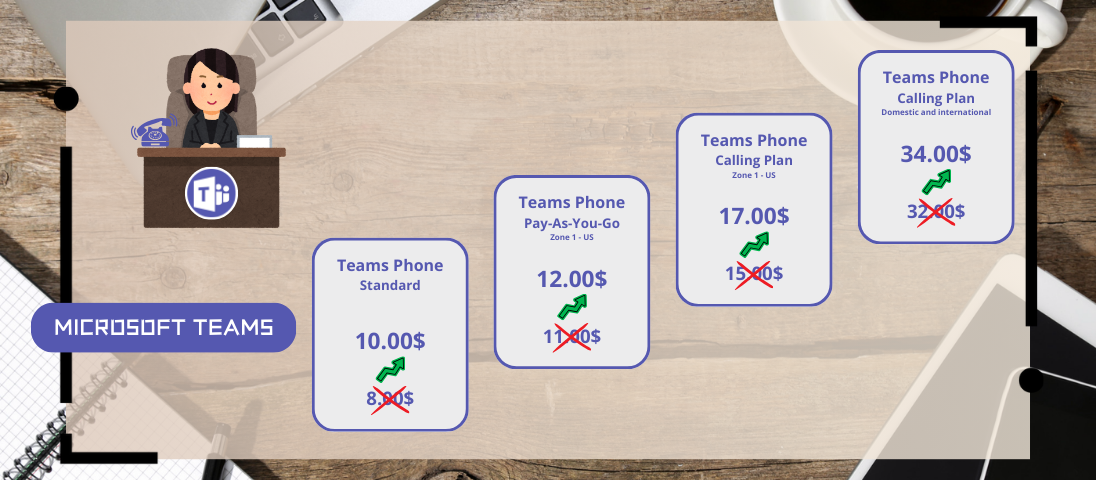 MICROSOFT TEAMS
T
Teams Phone
Standard
10.00$
8.00$
Teams Phone
Pay-As-You-Go
Zone 1 - US
12.00$
11.00$
Teams Phone
Calling Plan
Zone 1 - US
17.00$
15.00$
Teams Phone
Calling Plan
Domestic and international
34.00$
32.00$